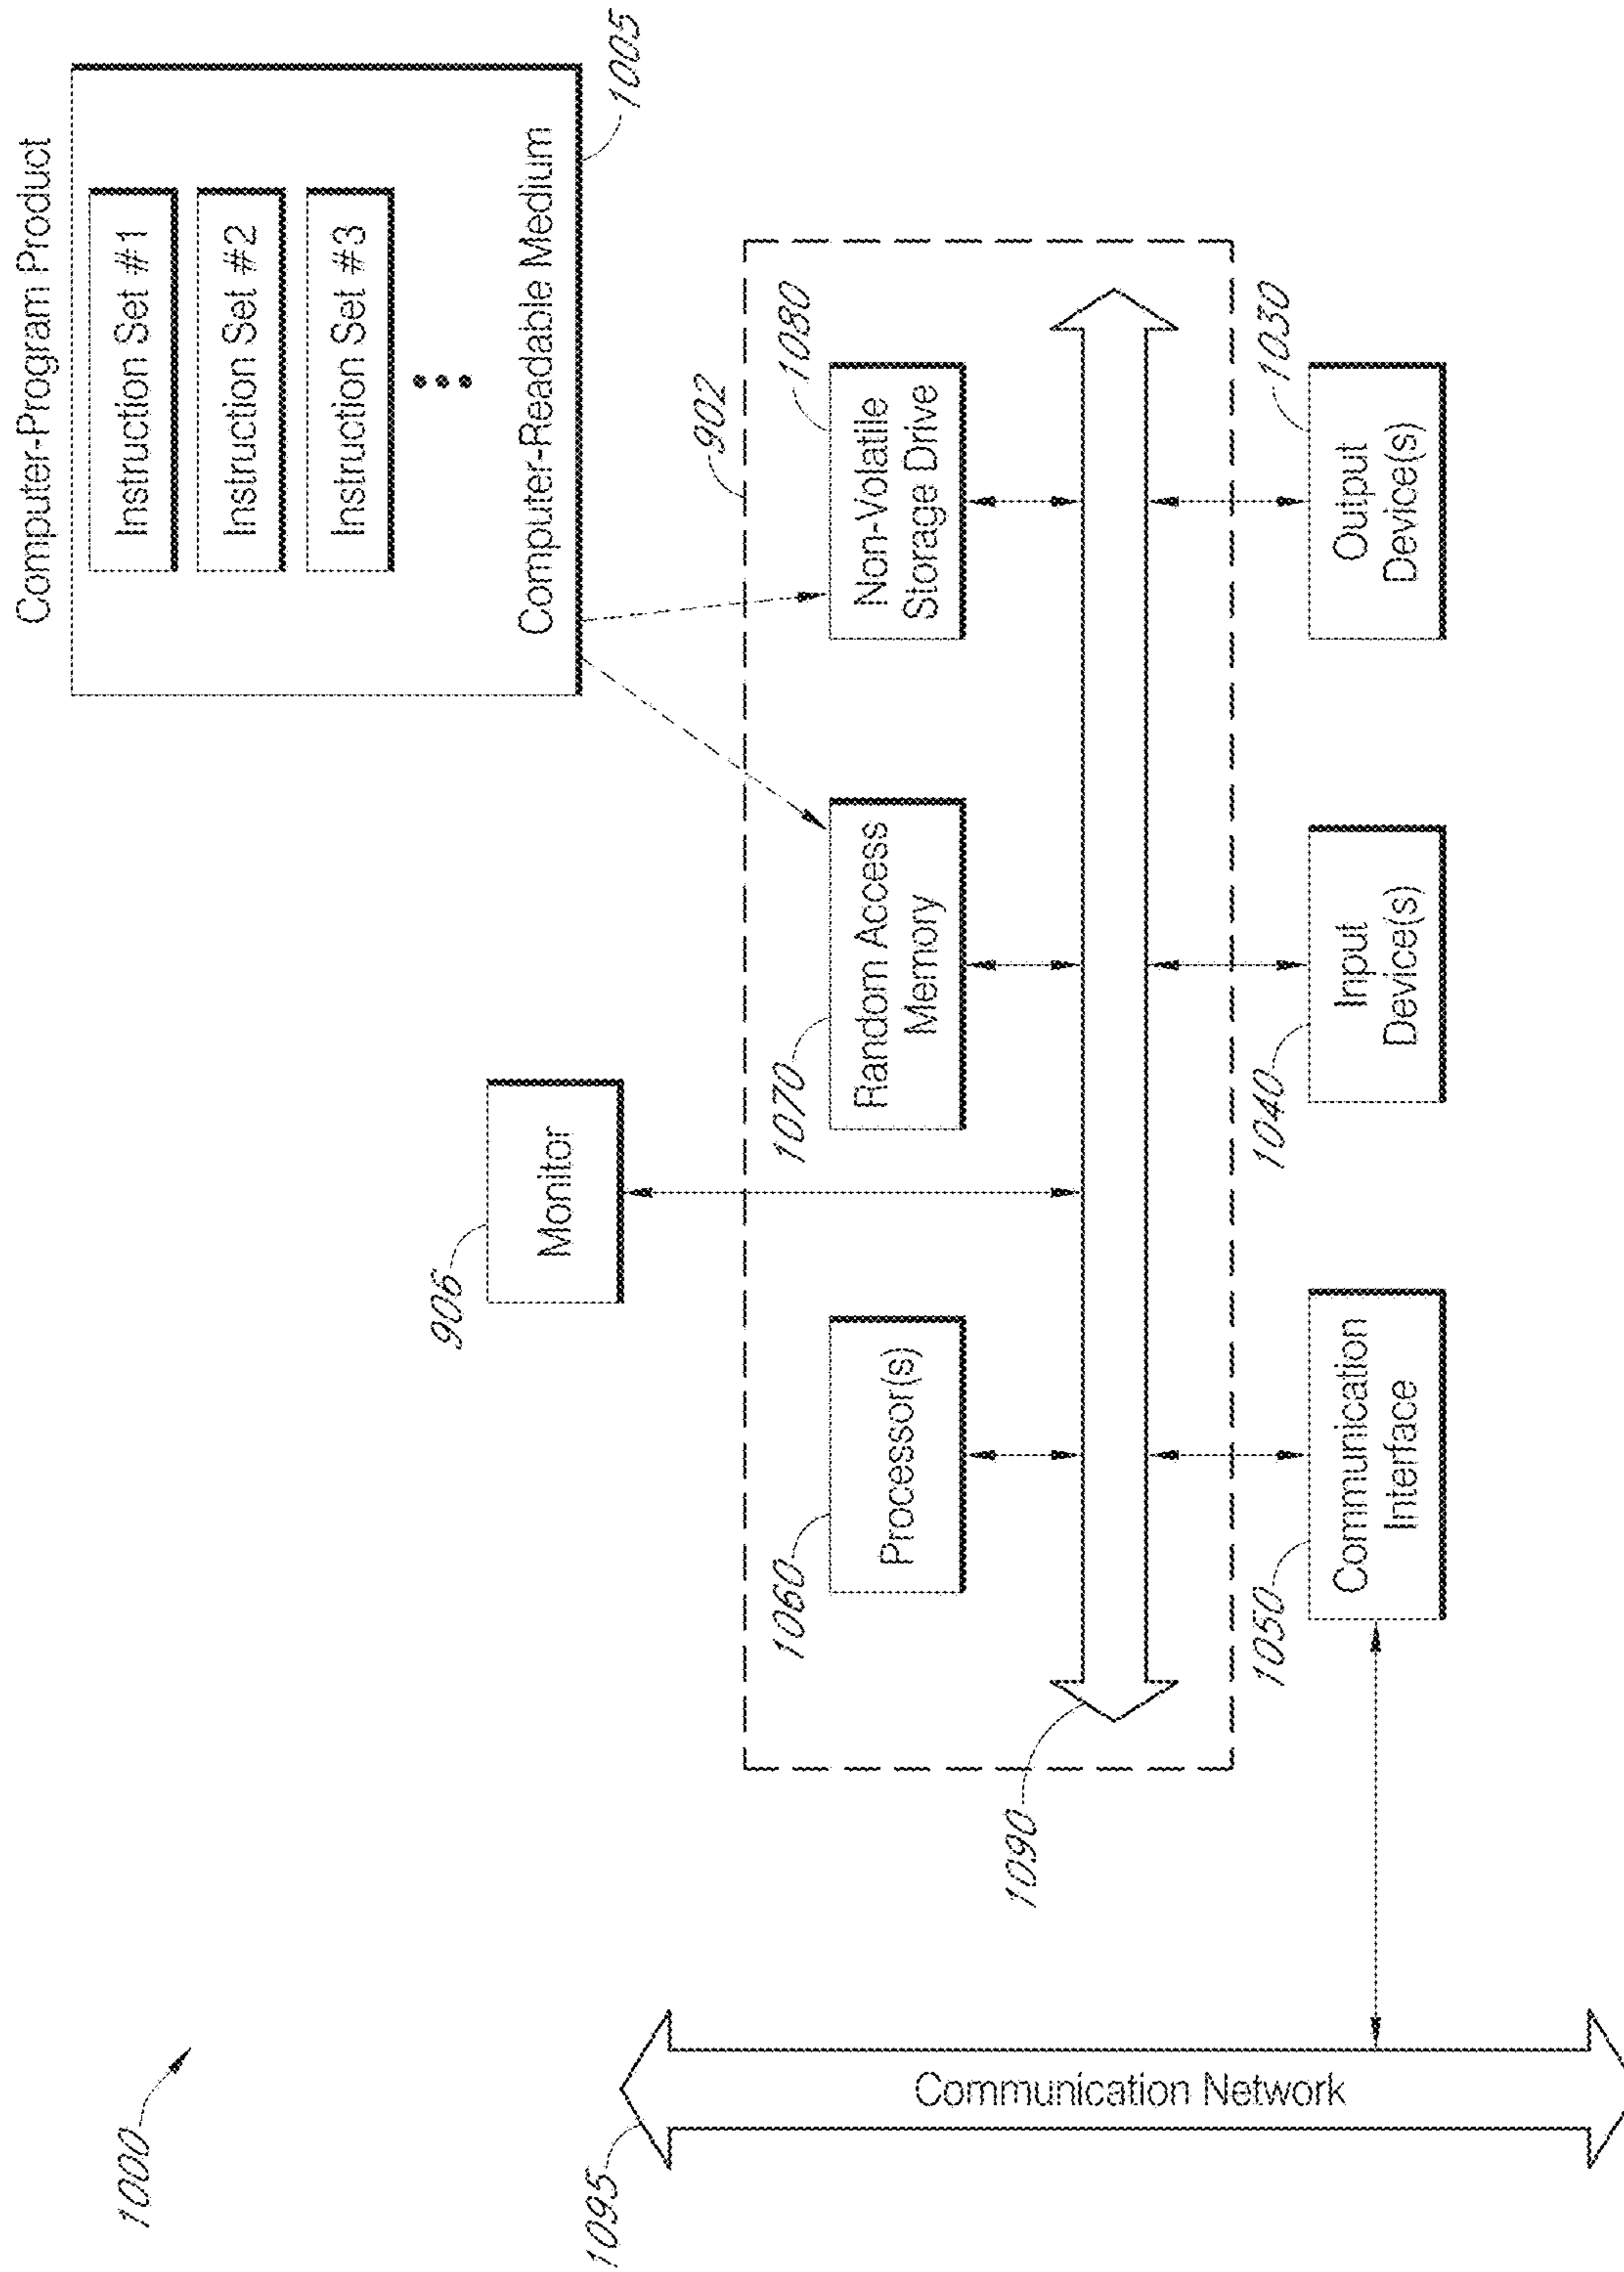 1000
Computer-Program Product
Instruction Set #1
Instruction Set #2
Instruction Set #3
Computer-Readable Medium
1005
906
Monitor
902
1060
Processor(s)
1070
Random Access
Memory
1080
Non-Volatile
Storage Drive
1090
1095
Communication Network
1050
Communication
Interface
1040
Input
Device(s)
1030
Output
Device(s)